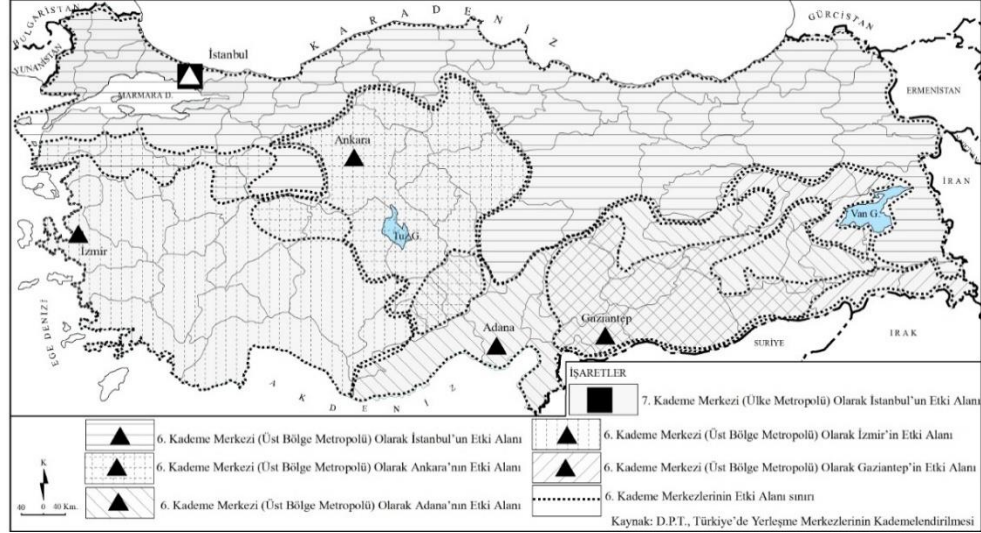 BULGARİSTAN
YUNANİSTAN
KARADENİZ
GÜRCİSTAN
İstanbul
MARMARA D.
ERMENİSTAN
Ankara
İRAN
Van G.
Tuz G.
İzmir
EGE DENİZİ
Adana
Gaziantep
SURİYE
IRAK
AKDENİZ
İŞARETLER
7. Kademe Merkezi (Ülke Metropolü) Olarak İstanbul'un Etki Alanı
6. Kademe Merkezi (Üst Bölge Metropolü) Olarak İstanbul'un Etki Alanı
6. Kademe Merkezi (Üst Bölge Metropolü) Olarak İzmir'in Etki Alanı
6. Kademe Merkezi (Üst Bölge Metropolü) Olarak Ankara'nın Etki Alanı
6. Kademe Merkezi (Üst Bölge Metropolü) Olarak Gaziantep'in Etki Alanı
6. Kademe Merkezi (Üst Bölge Metropolü) Olarak Adana'nın Etki Alanı
6. Kademe Merkezlerinin Etki Alanı sınırı
K
40 0 40 Km.
Kaynak: D.P.T., Türkiye'de Yerleşme Merkezlerinin Kademelendirilmesi